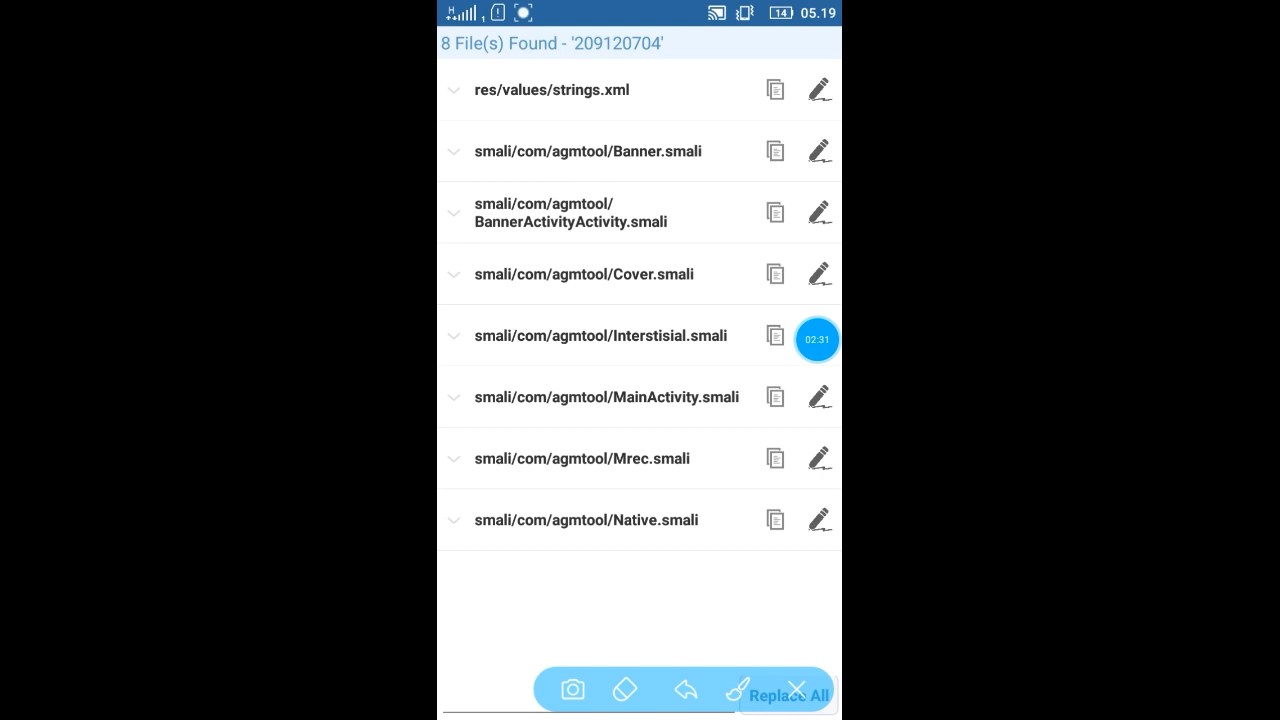 H 1 ! 14 05.19
8 File(s) Found - '209120704'
res/values/strings.xml
smali/com/agmtool/Banner.smali
smali/com/agmtool/
BannerActivityActivity.smali
smali/com/agmtool/Cover.smali
smali/com/agmtool/Interstisial.smali
02:31
smali/com/agmtool/MainActivity.smali
smali/com/agmtool/Mrec.smali
smali/com/agmtool/Native.smali
Replace All